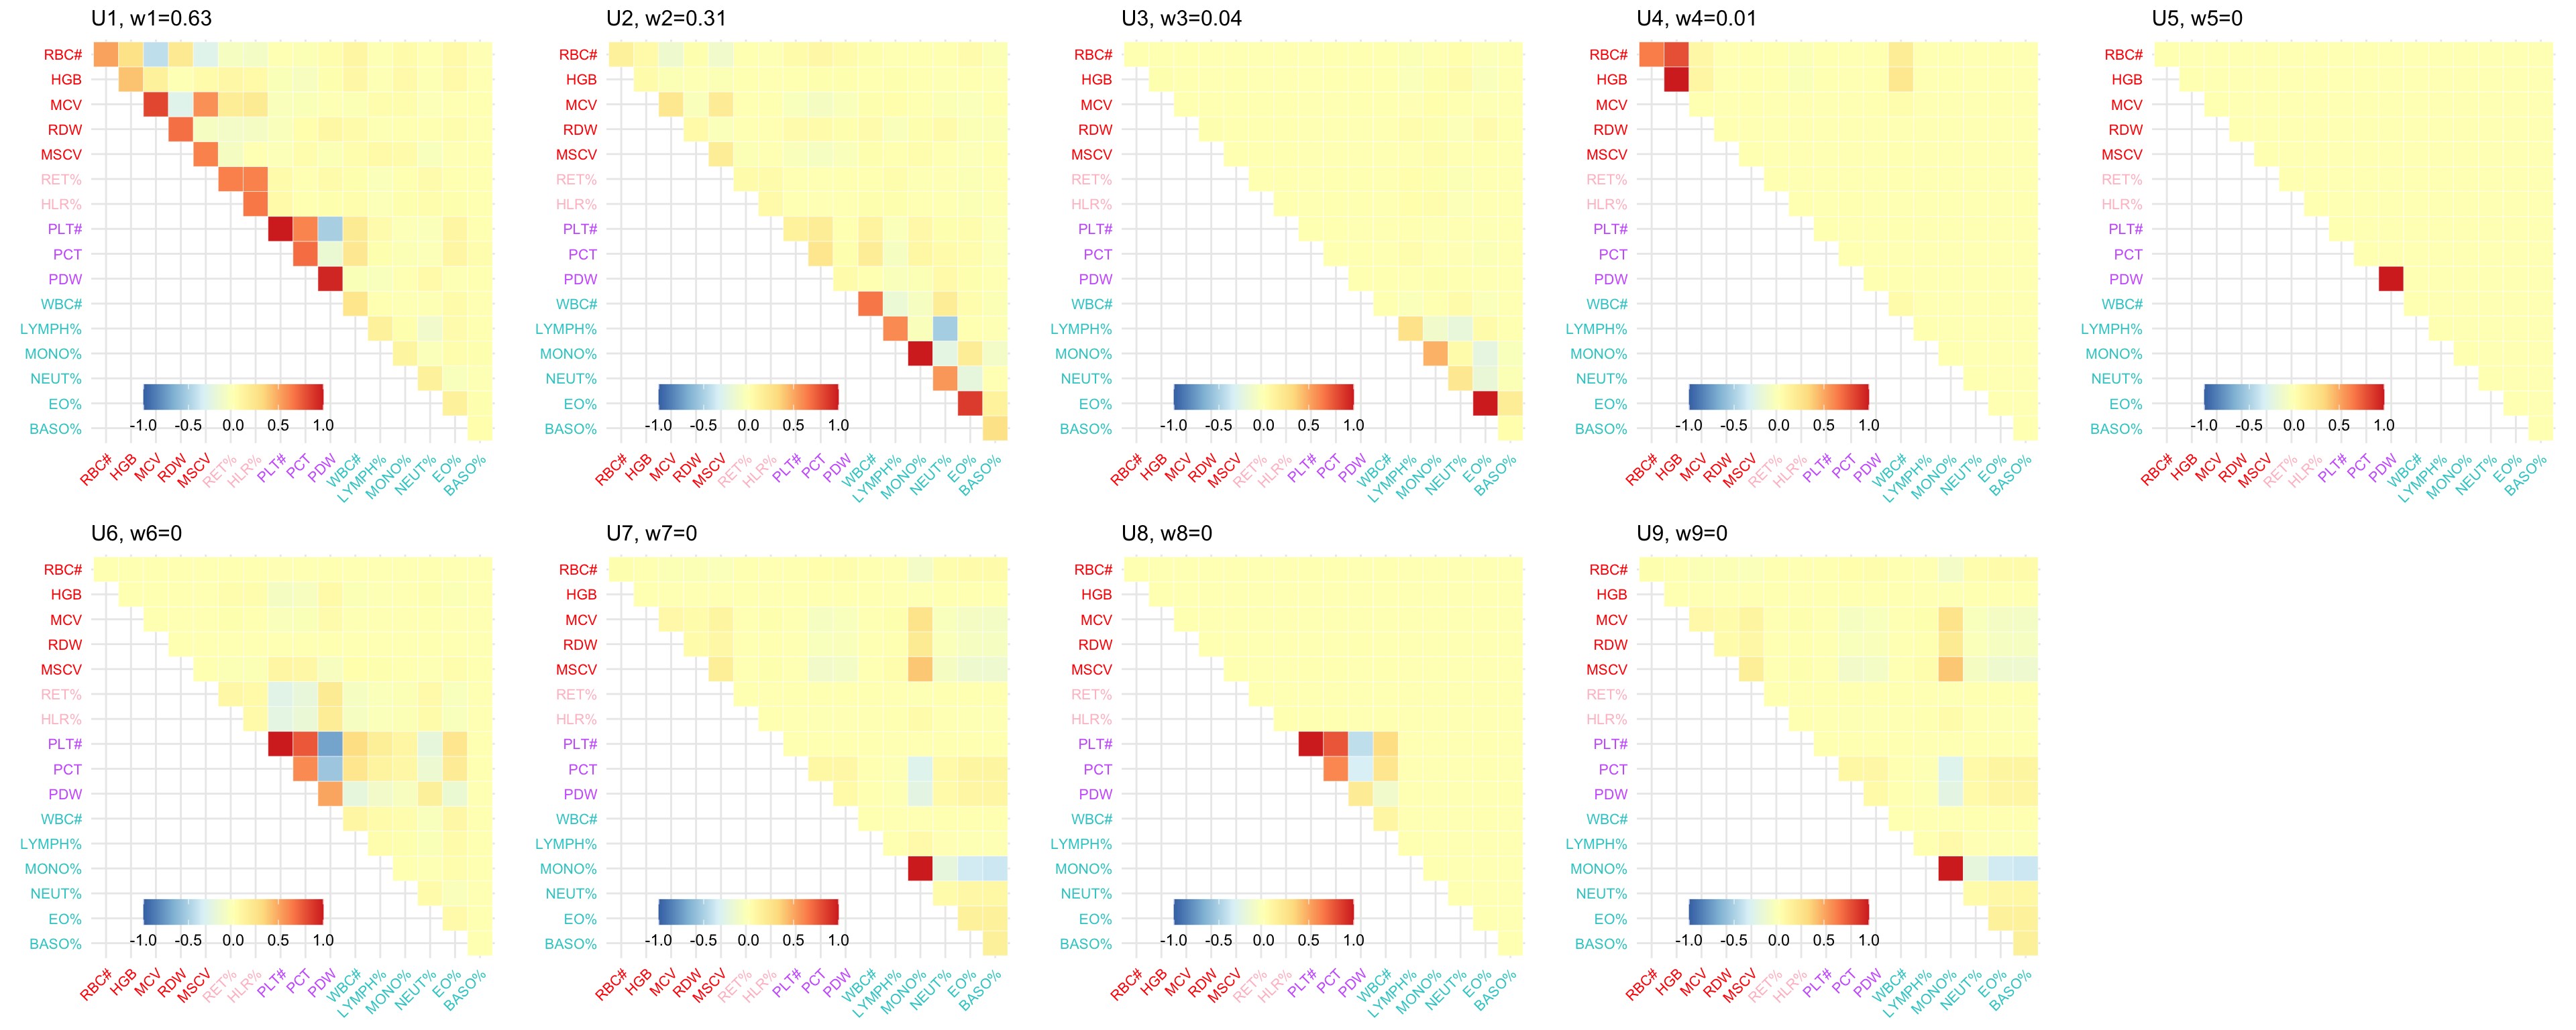 U1, w1=0.63
RBC#
HGB
MCV
RDW
MSCV
RET%
HLR%
PLT#
PCT
PDW
WBC#
LYMPH%
MONO%
NEUT%
EO%
BASO%
-1.0 -0.5 0.0 0.5 1.0
RBC# HGB MCV RDW MSCV RET% HLR% PLT# PCT PDW WBC# LYMPH% MONO% NEUT% EO% BASO%
U2, w2=0.31
RBC#
HGB
MCV
RDW
MSCV
RET%
HLR%
PLT#
PCT
PDW
WBC#
LYMPH%
MONO%
NEUT%
EO%
BASO%
-1.0 -0.5 0.0 0.5 1.0
RBC# HGB MCV RDW MSCV RET% HLR% PLT# PCT PDW WBC# LYMPH% MONO% NEUT% EO% BASO%
U3, w3=0.04
RBC#
HGB
MCV
RDW
MSCV
RET%
HLR%
PLT#
PCT
PDW
WBC#
LYMPH%
MONO%
NEUT%
EO%
BASO%
-1.0 -0.5 0.0 0.5 1.0
RBC# HGB MCV RDW MSCV RET% HLR% PLT# PCT PDW WBC# LYMPH% MONO% NEUT% EO% BASO%
U4, w4=0.01
RBC#
HGB
MCV
RDW
MSCV
RET%
HLR%
PLT#
PCT
PDW
WBC#
LYMPH%
MONO%
NEUT%
EO%
BASO%
-1.0 -0.5 0.0 0.5 1.0
RBC# HGB MCV RDW MSCV RET% HLR% PLT# PCT PDW WBC# LYMPH% MONO% NEUT% EO% BASO%
U5, w5=0
RBC#
HGB
MCV
RDW
MSCV
RET%
HLR%
PLT#
PCT
PDW
WBC#
LYMPH%
MONO%
NEUT%
EO%
BASO%
-1.0 -0.5 0.0 0.5 1.0
RBC# HGB MCV RDW MSCV RET% HLR% PLT# PCT PDW WBC# LYMPH% MONO% NEUT% EO% BASO%
U6, w6=0
RBC#
HGB
MCV
RDW
MSCV
RET%
HLR%
PLT#
PCT
PDW
WBC#
LYMPH%
MONO%
NEUT%
EO%
BASO%
-1.0 -0.5 0.0 0.5 1.0
RBC# HGB MCV RDW MSCV RET% HLR% PLT# PCT PDW WBC# LYMPH% MONO% NEUT% EO% BASO%
U7, w7=0
RBC#
HGB
MCV
RDW
MSCV
RET%
HLR%
PLT#
PCT
PDW
WBC#
LYMPH%
MONO%
NEUT%
EO%
BASO%
-1.0 -0.5 0.0 0.5 1.0
RBC# HGB MCV RDW MSCV RET% HLR% PLT# PCT PDW WBC# LYMPH% MONO% NEUT% EO% BASO%
U8, w8=0
RBC#
HGB
MCV
RDW
MSCV
RET%
HLR%
PLT#
PCT
PDW
WBC#
LYMPH%
MONO%
NEUT%
EO%
BASO%
-1.0 -0.5 0.0 0.5 1.0
RBC# HGB MCV RDW MSCV RET% HLR% PLT# PCT PDW WBC# LYMPH% MONO% NEUT% EO% BASO%
U9, w9=0
RBC#
HGB
MCV
RDW
MSCV
RET%
HLR%
PLT#
PCT
PDW
WBC#
LYMPH%
MONO%
NEUT%
EO%
BASO%
-1.0 -0.5 0.0 0.5 1.0
RBC# HGB MCV RDW MSCV RET% HLR% PLT# PCT PDW WBC# LYMPH% MONO% NEUT% EO% BASO%